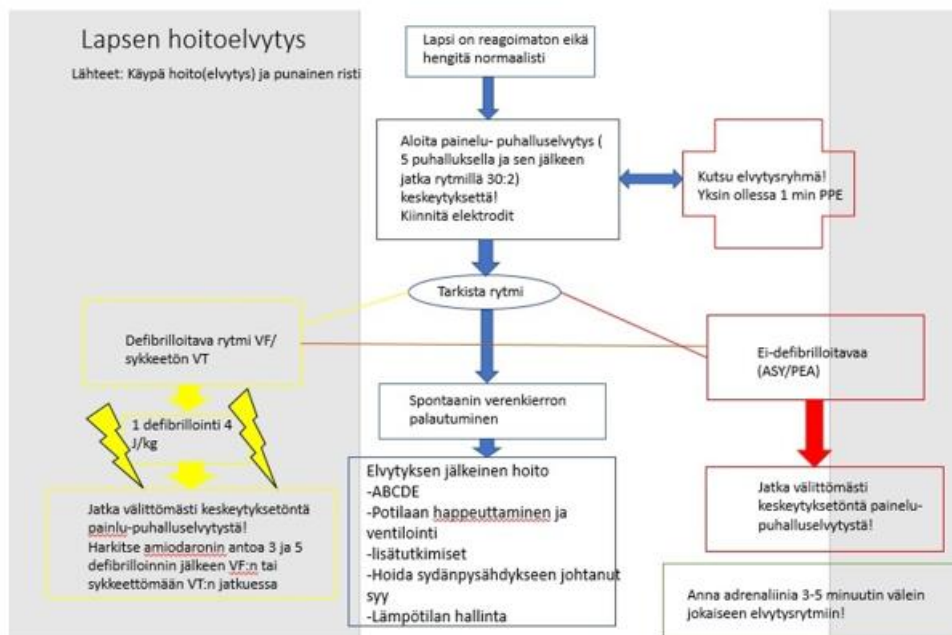 Lapsen hoitoelvytys
Lähteet: Käypä hoito(elvytys) ja punainen risti
Lapsi on reagoimaton eikä
hengitä normaalisti
Aloita painelu- puhalluselvytys (
5 puhalluksella ja sen jälkeen
jatka rytmillä 30:2)
keskeytyksettä!
Kiinnitä elektrodit
Kutsu elvytysryhmä!
Yksin ollessa 1 min PPE
Tarkista rytmi
Defibrilloitava rytmi VF/
sykkeetön VT
1 defibrillointi 4
J/kg
Jatka välittömästi keskeytyksetöntä
painlu-puhalluselvytystä!
Harkitse amiodaronin antoa 3 ja 5
defibrilloinnin jälkeen VF:n tai
sykkeettömään VT:n jatkuessa
Spontaanin verenkierron
palautuminen
Elvytyksen jälkeinen hoito
-ABCDE
-Potilaan happeuttaminen ja
ventilointi
-lisätutkimiset
-Hoida sydänpysähdykseen johtanut
syy
-Lämpötilan hallinta
Ei-defibrilloitavaa
(ASY/PEA)
Jatka välittömästi
keskeytyksetöntä painelu-
puhalluselvytystä!
Anna adrenaliinia 3-5 minuutin välein
jokaiseen elvytysrytmiin!